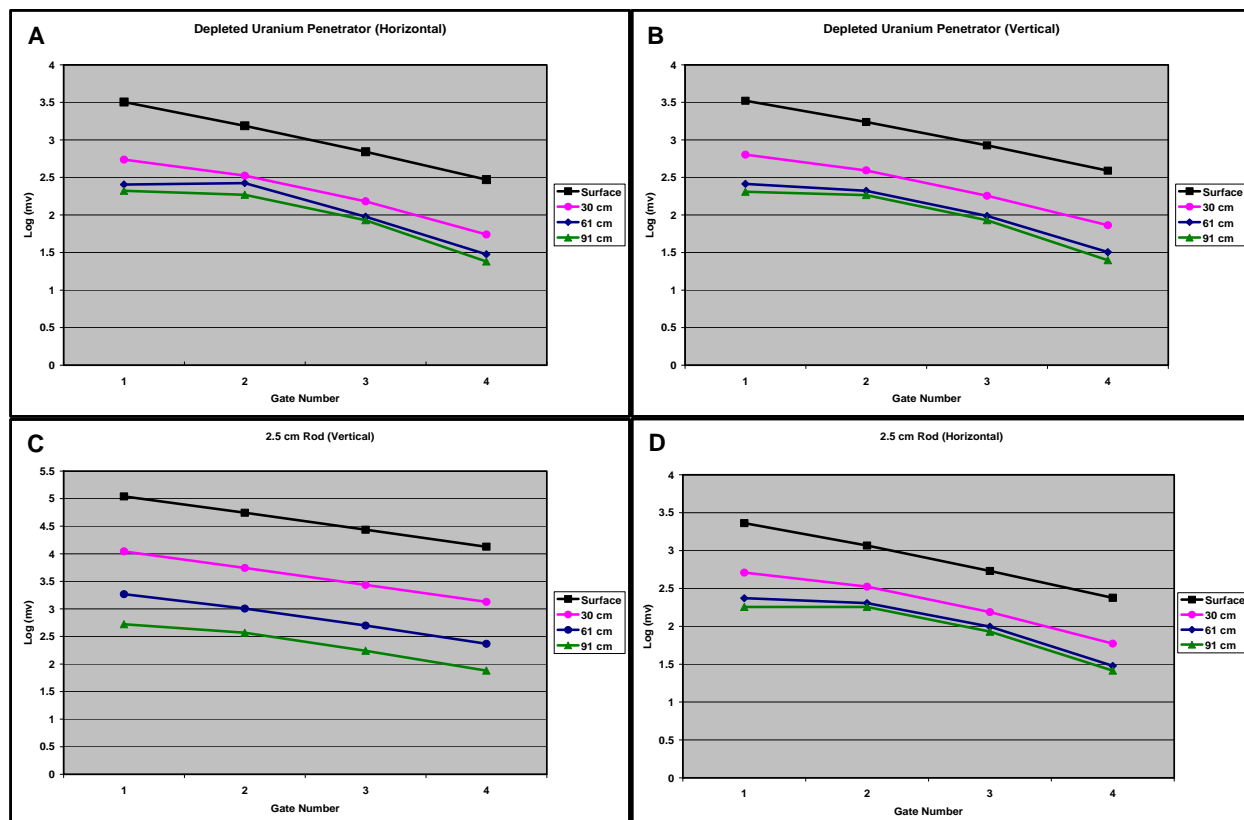 A
Depleted Uranium Penetrator (Horizontal)
4
3.5
3
2.5
2
1.5
1
0.5
0
Log (mv)
1 2 3 4
Gate Number
Surface
30 cm
61 cm
91 cm
B
Depleted Uranium Penetrator (Vertical)
4
3.5
3
2.5
2
1.5
1
0.5
0
Log (mv)
1 2 3 4
Gate Number
Surface
30 cm
61 cm
91 cm
C
2.5 cm Rod (Vertical)
5.5
5
4.5
4
3.5
3
2.5
2
1.5
1
0.5
0
Log (mv)
1 2 3 4
Gate Number
Surface
30 cm
61 cm
91 cm
D
2.5 cm Rod (Horizontal)
4
3.5
3
2.5
2
1.5
1
0.5
0
Log (mv)
1 2 3 4
Gate Number
Surface
30 cm
61 cm
91 cm